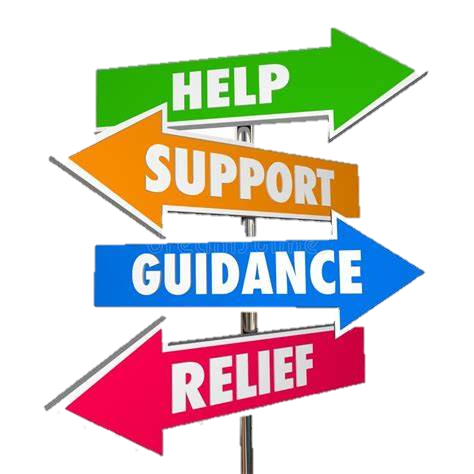 HELP
SUPPORT
GUIDANCE
RELIEF